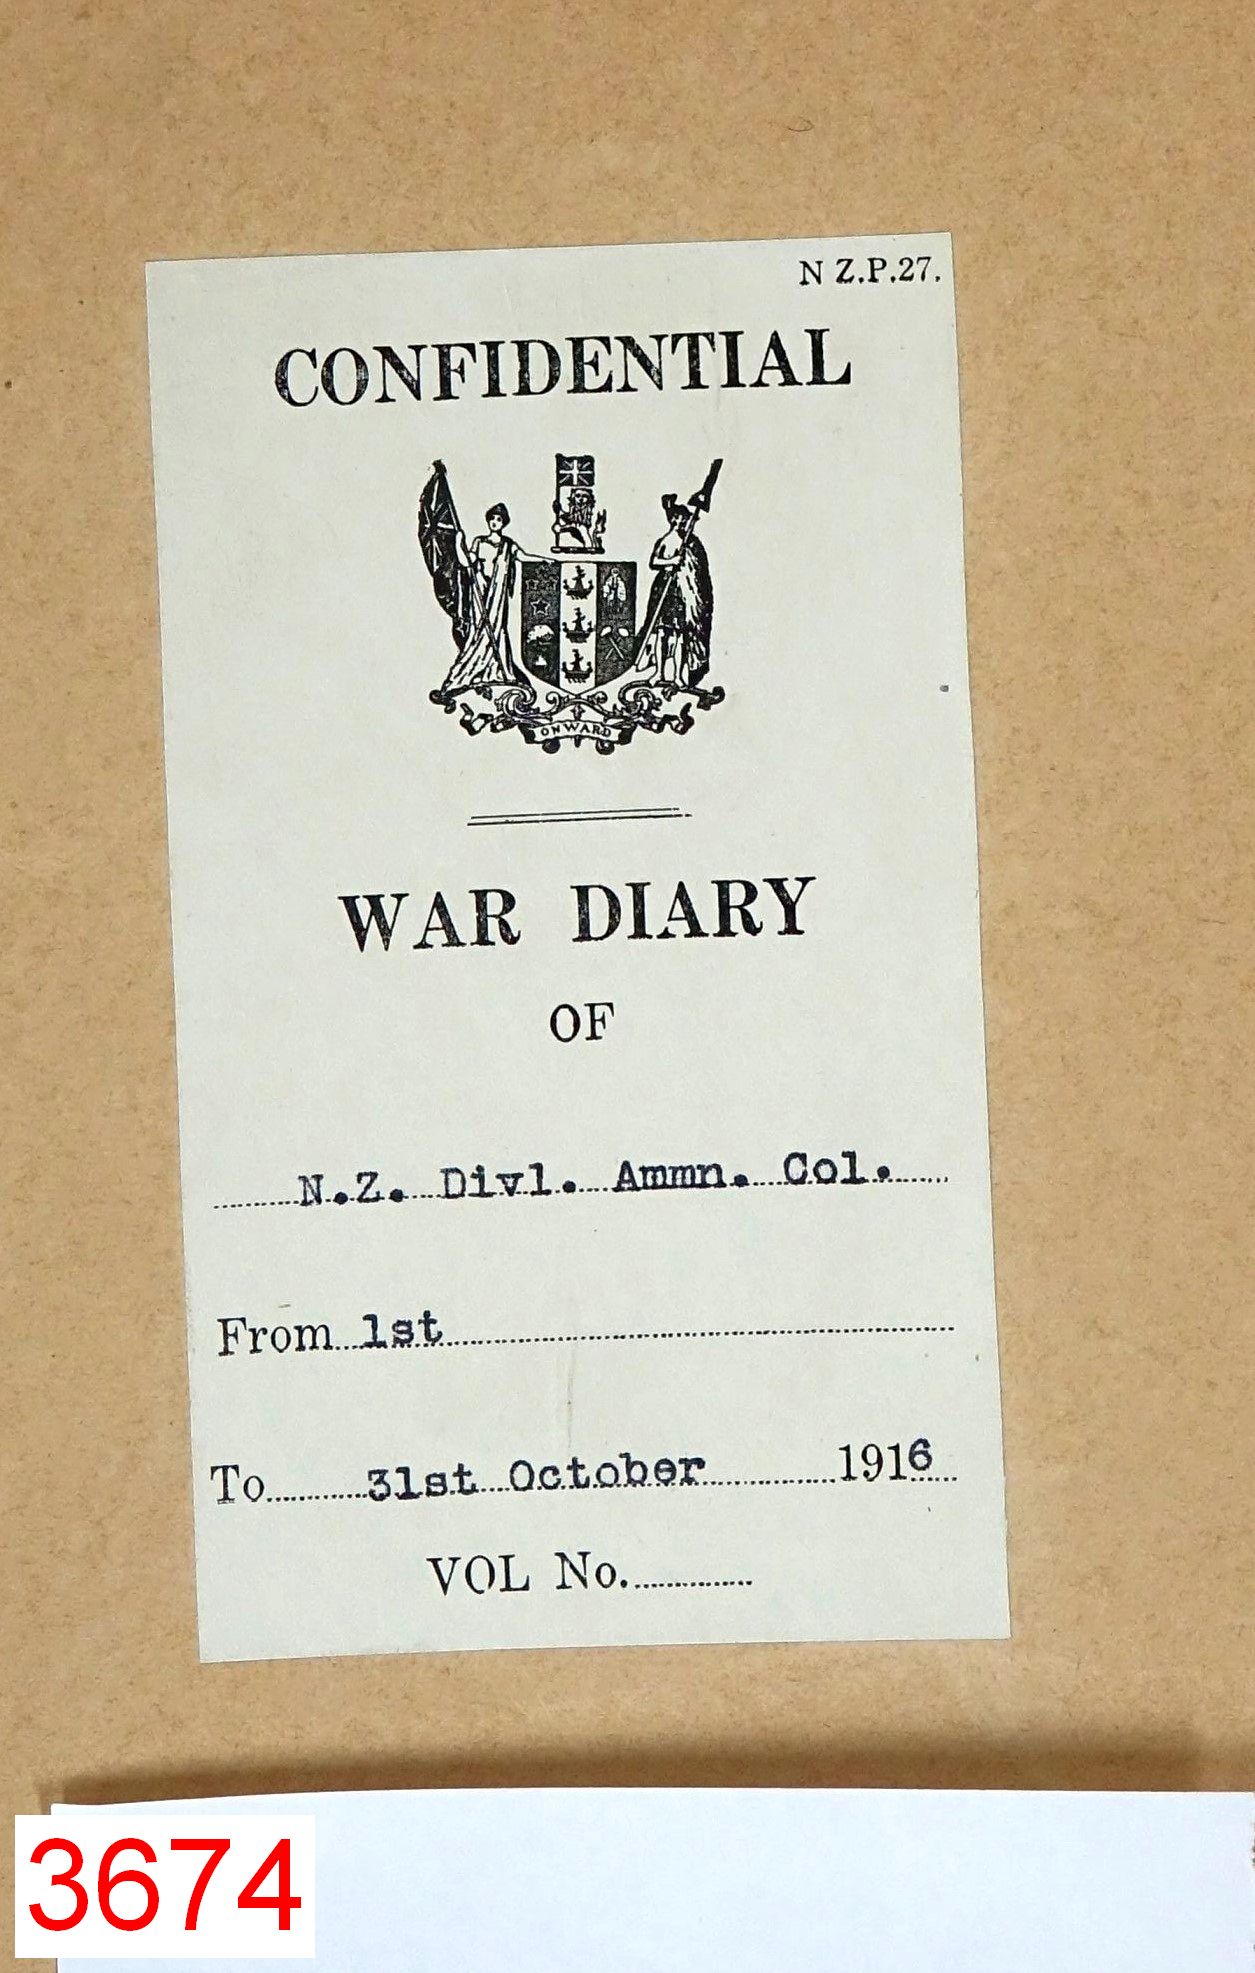 N Z.P.27.
CONFIDENTIAL
ONWARD
WAR DIARY
OF
N.Z. Divl. Ammn. Col.
From 1st
To 31st October 1916
VOL No.
3674